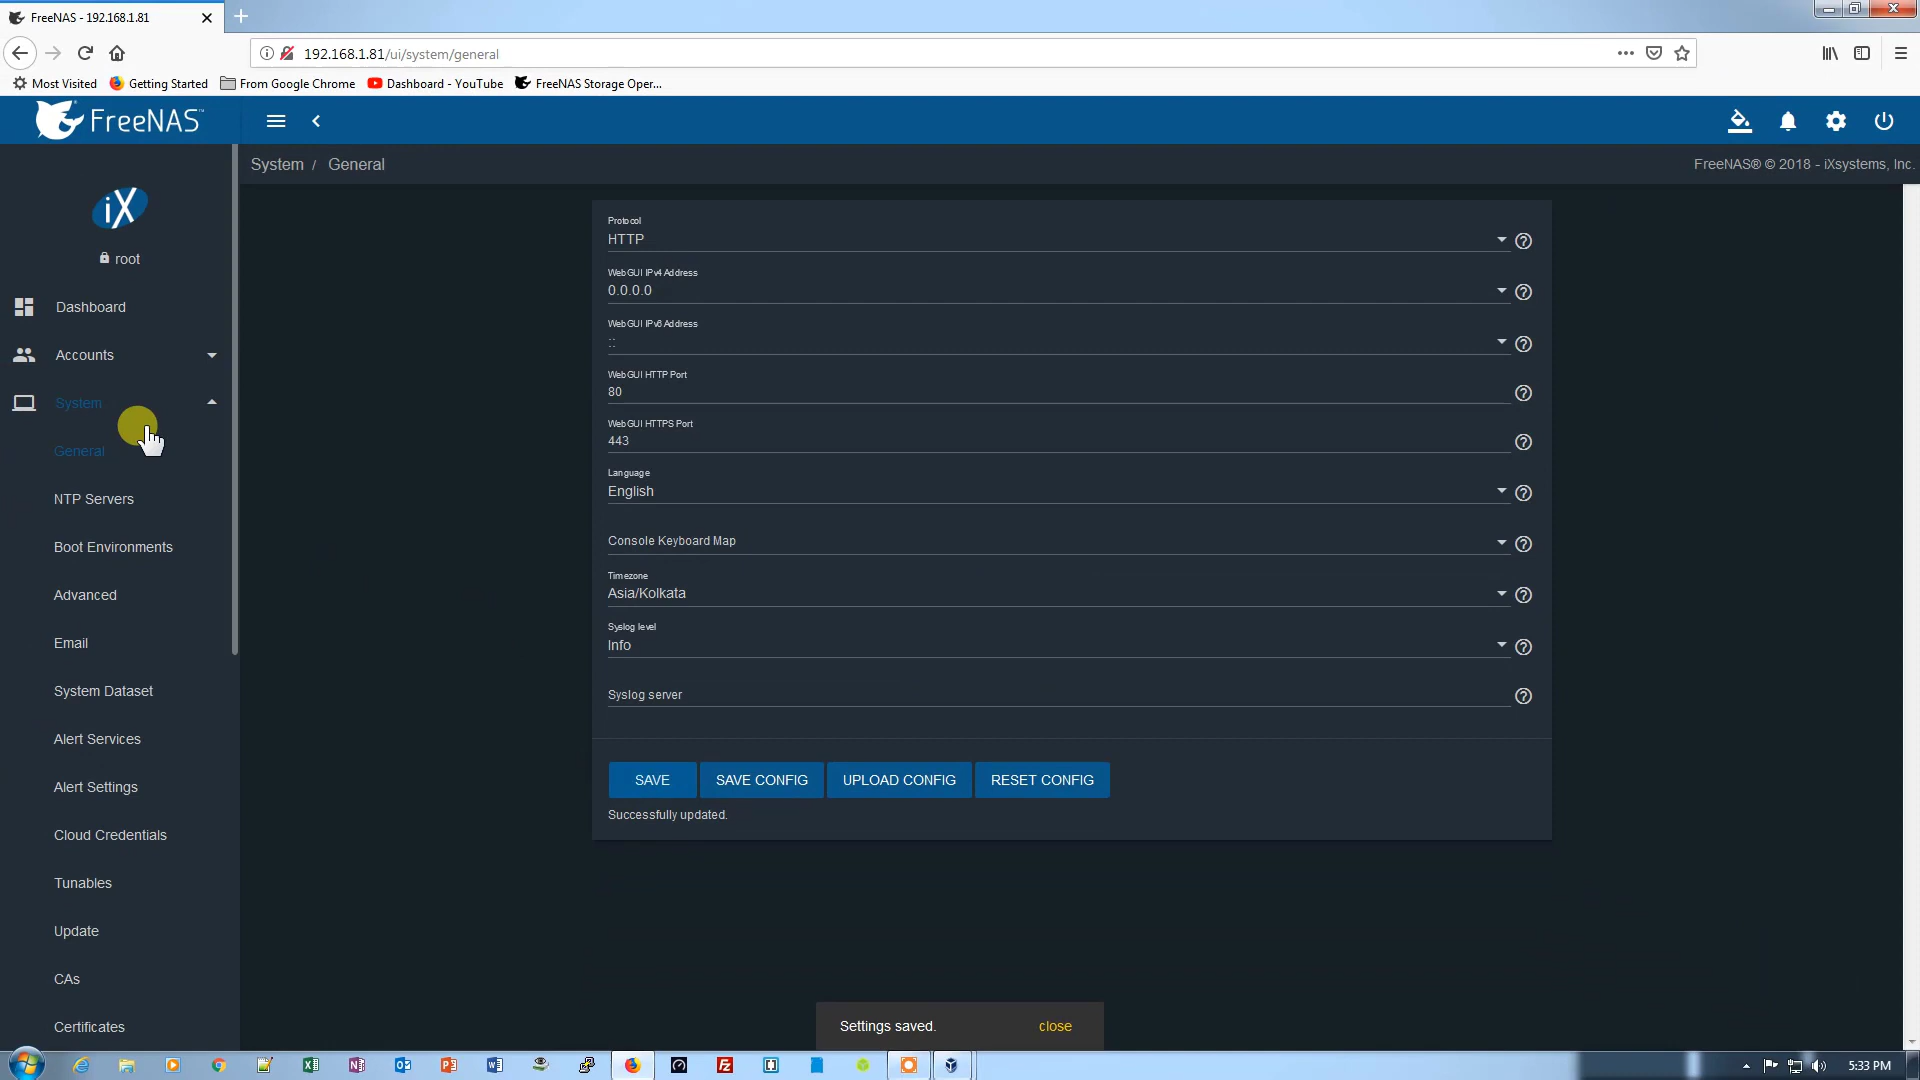 FreeNAS - 192.168.1.81
192.168.1.81/ui/system/general
Most Visited
Getting Started
From Google Chrome
Dashboard - YouTube
FreeNAS Storage Oper...
FreeNAS™
System / General
FreeNAS® © 2018 - iXsystems, Inc.
iX
root
Dashboard
Accounts
System
General
NTP Servers
Boot Environments
Advanced
Email
System Dataset
Alert Services
Alert Settings
Cloud Credentials
Tunables
Update
CAs
Certificates
Protocol
HTTP
WebGUI IPv4 Address
0.0.0.0
WebGUI IPv6 Address
::
WebGUI HTTP Port
80
WebGUI HTTPS Port
443
Language
English
Console Keyboard Map
Timezone
Asia/Kolkata
Syslog level
Info
Syslog server
SAVE
SAVE CONFIG
UPLOAD CONFIG
RESET CONFIG
Successfully updated.
Settings saved.
close
5:33 PM